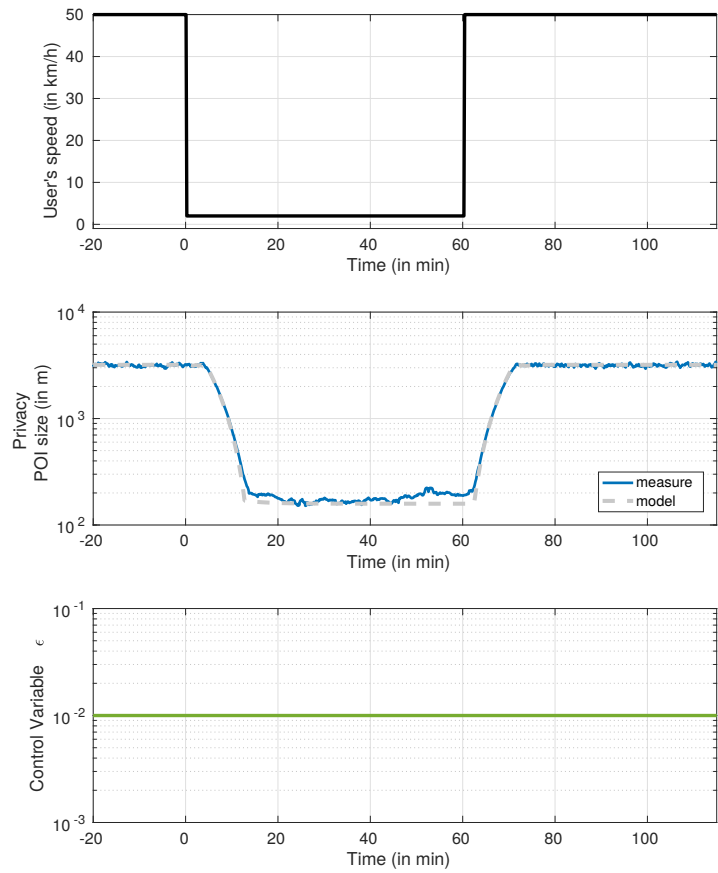 User's speed (in km/h)
50
40
30
20
10
0
-20 0 20 40 60 80 100
Time (in min)
Privacy
POI size (in m)
10^4
10^3
10^2
measure
model
-20 0 20 40 60 80 100
Time (in min)
Control Variable ϵ
10^-1
10^-2
10^-3
-20 0 20 40 60 80 100
Time (in min)